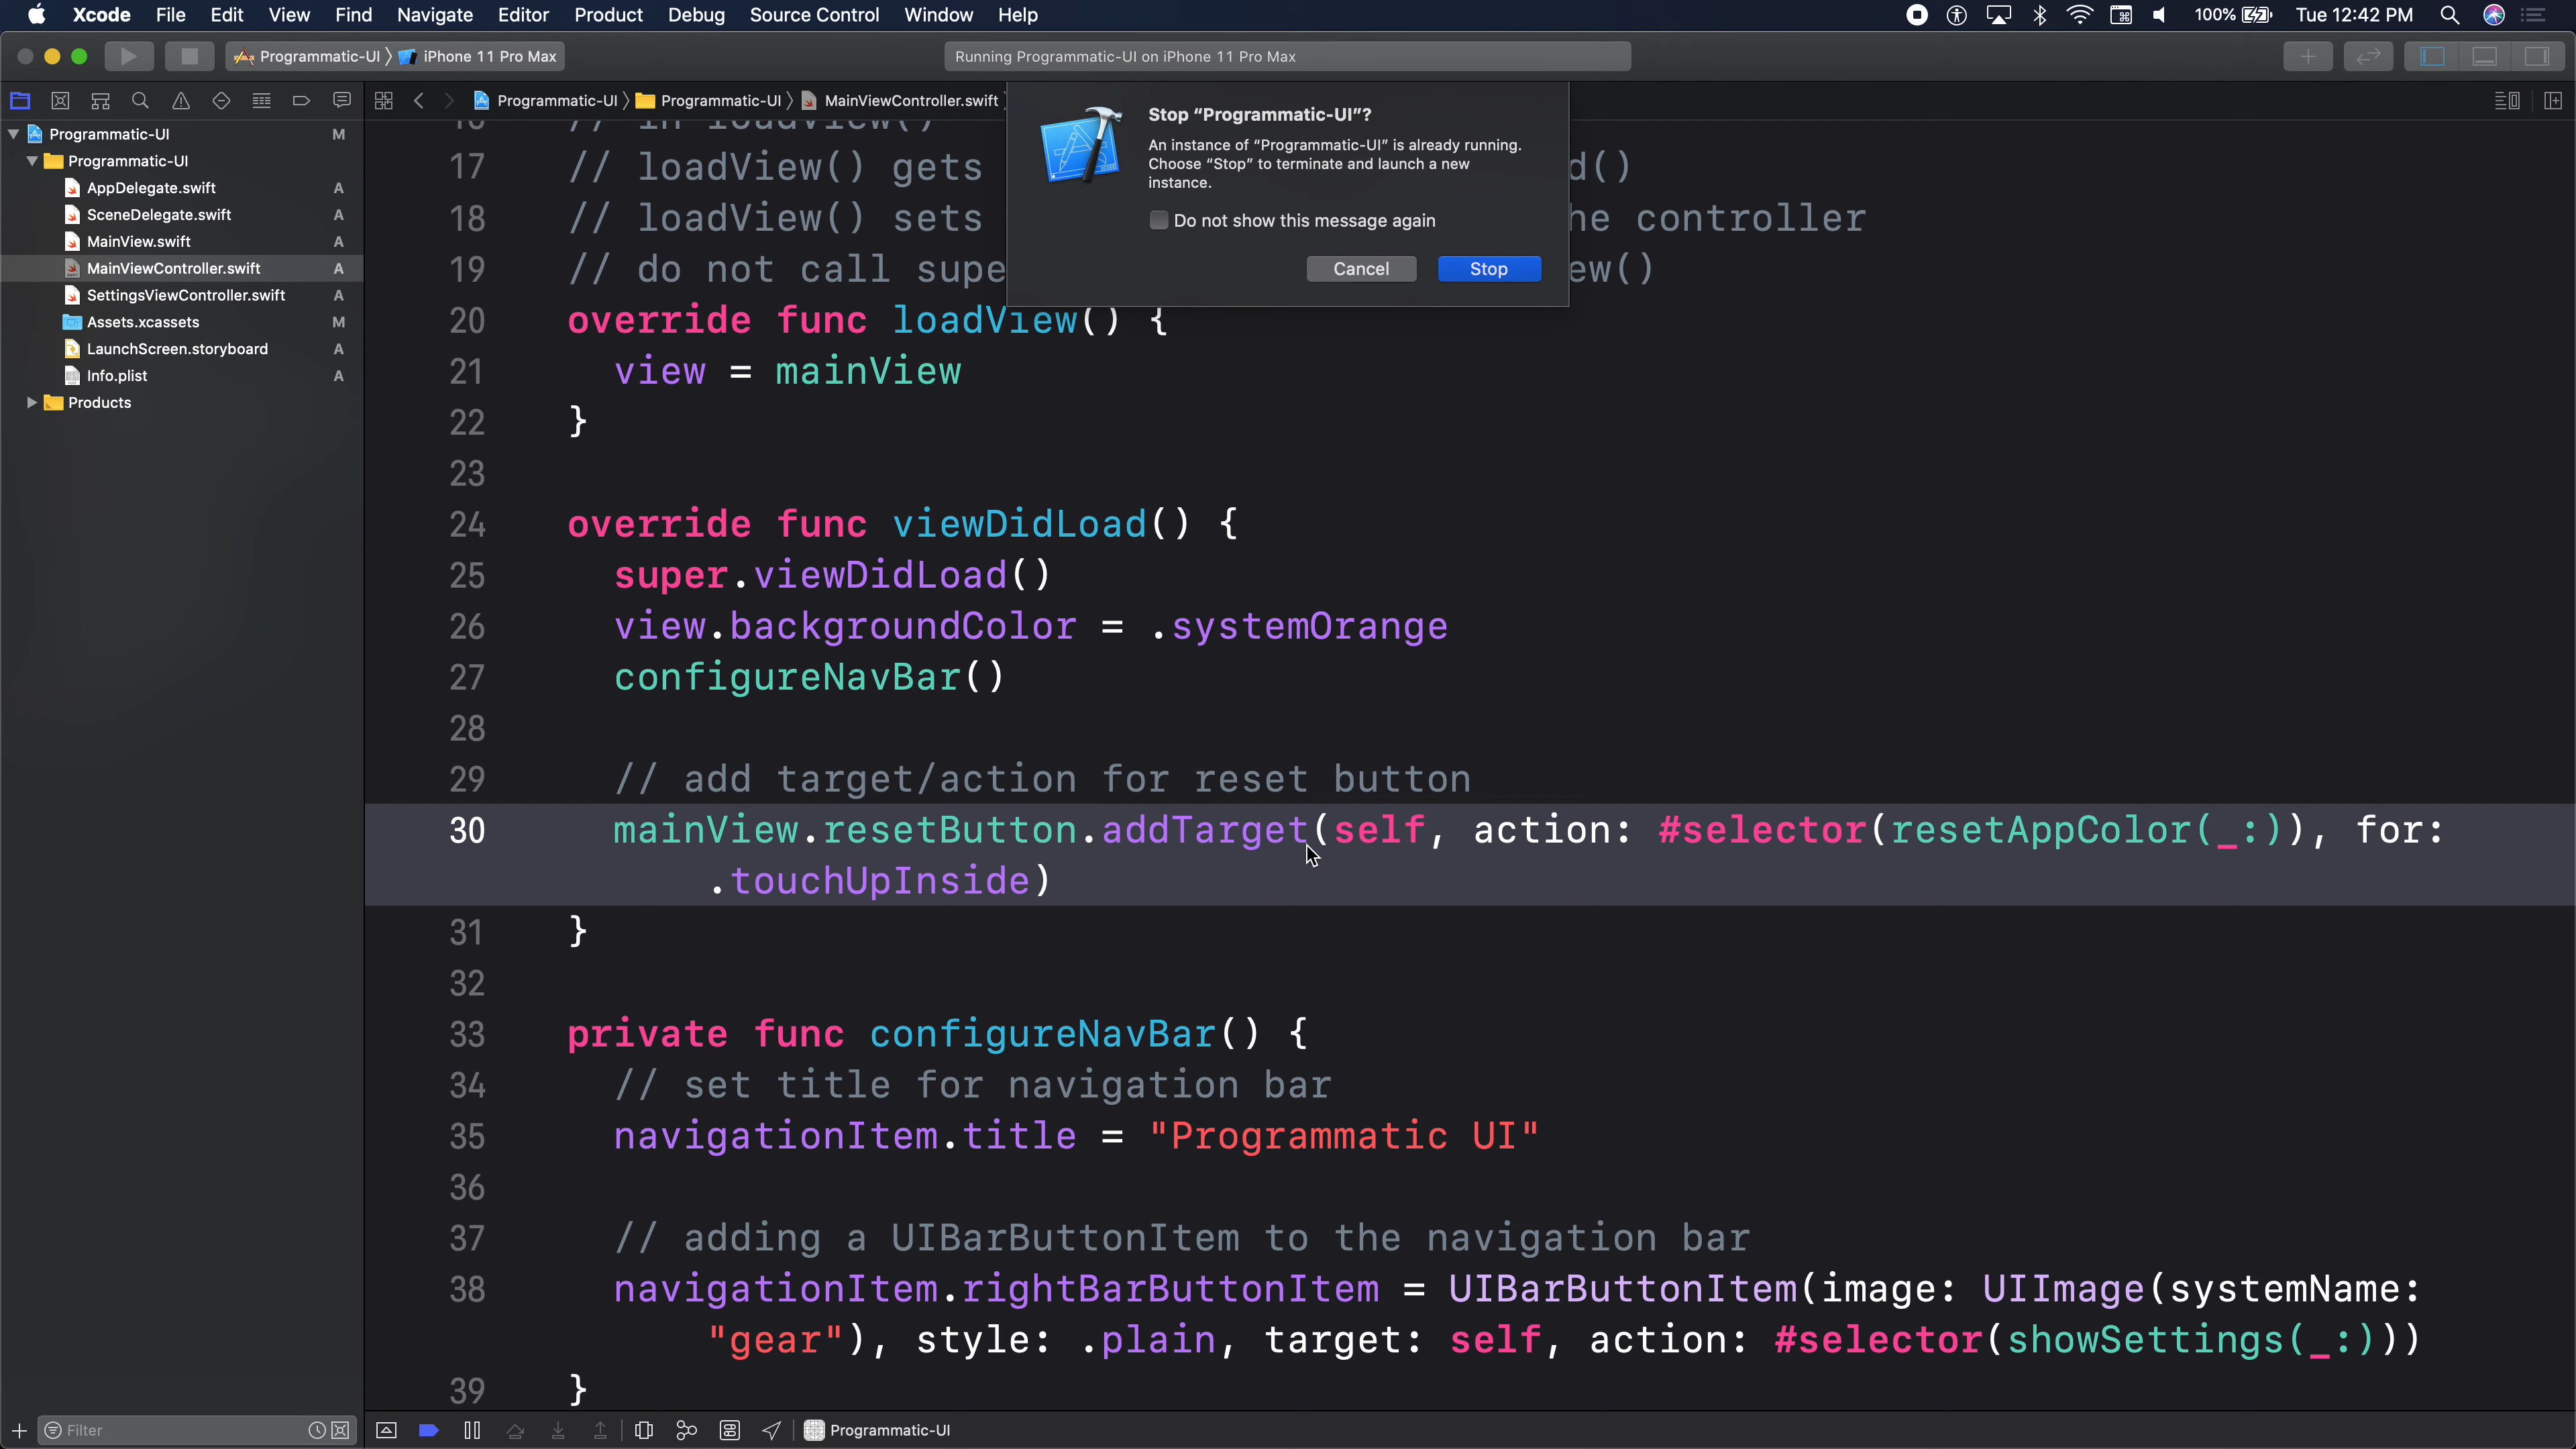 Xcode File Edit View Find Navigate Editor Product Debug Source Control Window Help 100% Tue 12:42 PM
Programmatic-UI iPhone 11 Pro Max Running Programmatic-UI on iPhone 11 Pro Max
Programmatic-UI Programmatic-UI MainViewController.swift
Programmatic-UI M
Programmatic-UI
AppDelegate.swift A
SceneDelegate.swift A
MainView.swift A
MainViewController.swift A
SettingsViewController.swift A
Assets.xcassets M
LaunchScreen.storyboard A
Info.plist A
Products
Filter
Stop “Programmatic-UI”?
An instance of “Programmatic-UI” is already running.
Choose “Stop” to terminate and launch a new
instance.
Do not show this message again
Cancel Stop
17 // loadView() gets d()
18 // loadView() sets he controller
19 // do not call supe ew()
20 override func loadView() {
21 view = mainView
22 }
23
24 override func viewDidLoad() {
25 super.viewDidLoad()
26 view.backgroundColor = .systemOrange
27 configureNavBar()
28
29 // add target/action for reset button
30 mainView.resetButton.addTarget(self, action: #selector(resetAppColor(_:)), for:
.touchUpInside)
31 }
32
33 private func configureNavBar() {
34 // set title for navigation bar
35 navigationItem.title = "Programmatic UI"
36
37 // adding a UIBarButtonItem to the navigation bar
38 navigationItem.rightBarButtonItem = UIBarButtonItem(image: UIImage(systemName:
"gear"), style: .plain, target: self, action: #selector(showSettings(_:)))
39 }
Programmatic-UI